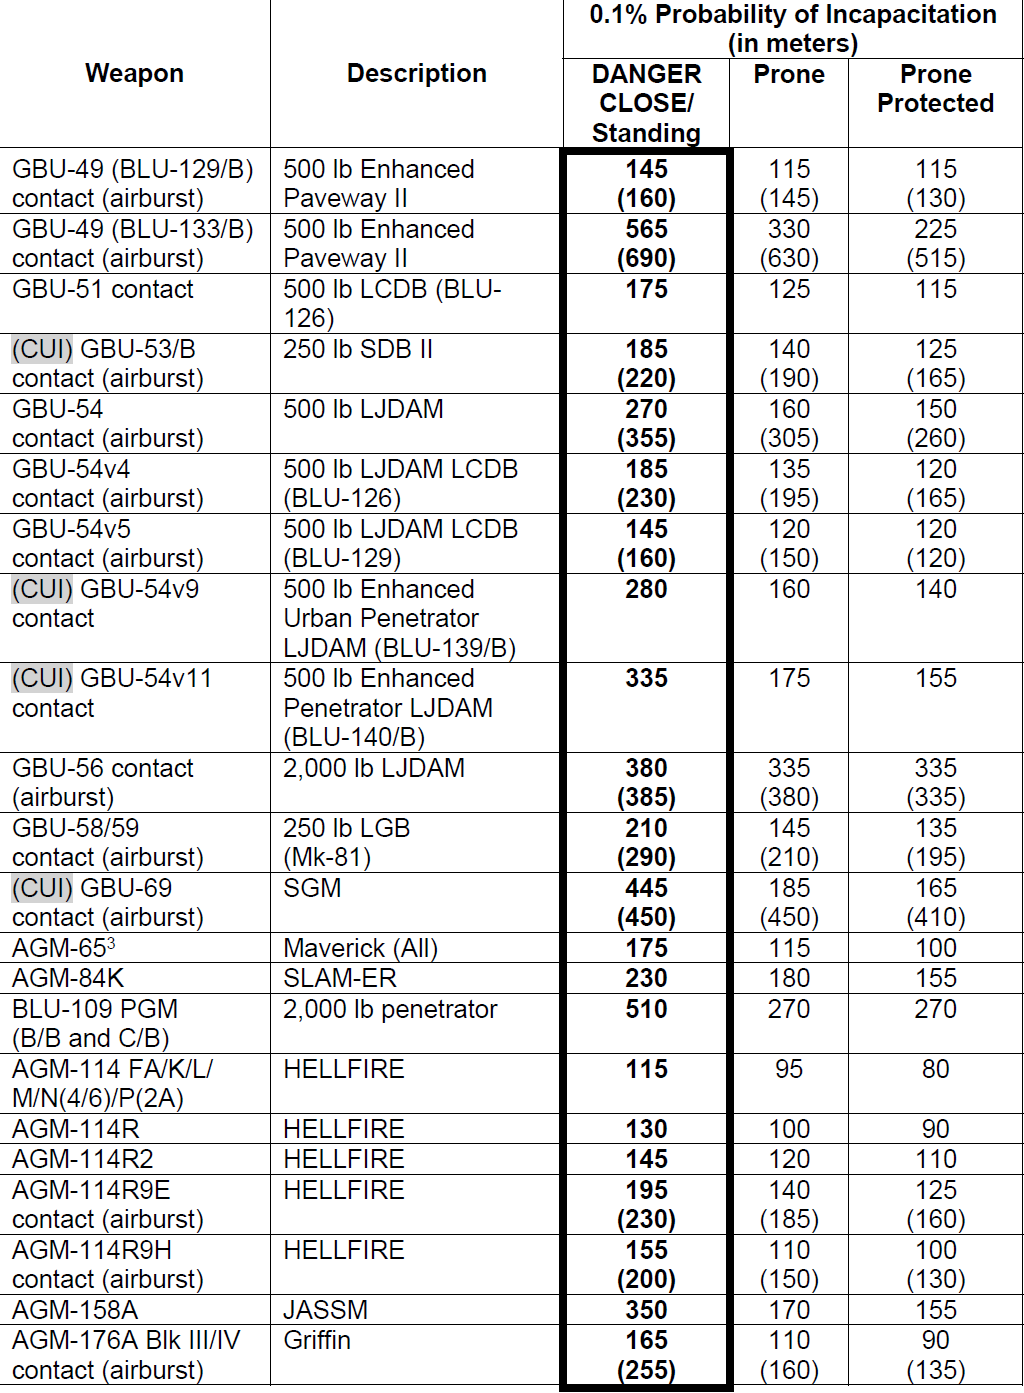 0.1% Probability of Incapacitation
(in meters)
Weapon Description DANGER CLOSE/ Standing Prone Prone Protected
GBU-49 (BLU-129/B) 500 lb Enhanced 145 115 115
contact (airburst) Paveway II (160) (145) (130)
GBU-49 (BLU-133/B) 500 lb Enhanced 565 330 225
contact (airburst) Paveway II (690) (630) (515)
GBU-51 contact 500 lb LCDB (BLU- 175 125 115
126)
(CUI) GBU-53/B 250 lb SDB II 185 140 125
contact (airburst) (220) (190) (165)
GBU-54 500 lb LJDAM 270 160 150
contact (airburst) (355) (305) (260)
GBU-54v4 500 lb LJDAM LCDB 185 135 120
contact (airburst) (BLU-126) (230) (195) (165)
GBU-54v5 500 lb LJDAM LCDB 145 120 120
contact (airburst) (BLU-129) (160) (150) (120)
(CUI) GBU-54v9 500 lb Enhanced 280 160 140
contact Urban Penetrator
LJDAM (BLU-139/B)
(CUI) GBU-54v11 500 lb Enhanced 335 175 155
contact Penetrator LJDAM
(BLU-140/B)
GBU-56 contact 2,000 lb LJDAM 380 335 335
(airburst) (385) (380) (335)
GBU-58/59 250 lb LGB 210 145 135
contact (airburst) (Mk-81) (290) (210) (195)
(CUI) GBU-69 SGM 445 185 165
contact (airburst) (450) (450) (410)
AGM-65³ Maverick (All) 175 115 100
AGM-84K SLAM-ER 230 180 155
BLU-109 PGM 2,000 lb penetrator 510 270 270
(B/B and C/B)
AGM-114 FA/K/L/ HELLFIRE 115 95 80
M/N(4/6)/P(2A)
AGM-114R HELLFIRE 130 100 90
AGM-114R2 HELLFIRE 145 120 110
AGM-114R9E HELLFIRE 195 140 125
contact (airburst) (230) (185) (160)
AGM-114R9H HELLFIRE 155 110 100
contact (airburst) (200) (150) (130)
AGM-158A JASSM 350 170 155
AGM-176A Blk III/IV Griffin 165 110 90
contact (airburst) (255) (160) (135)